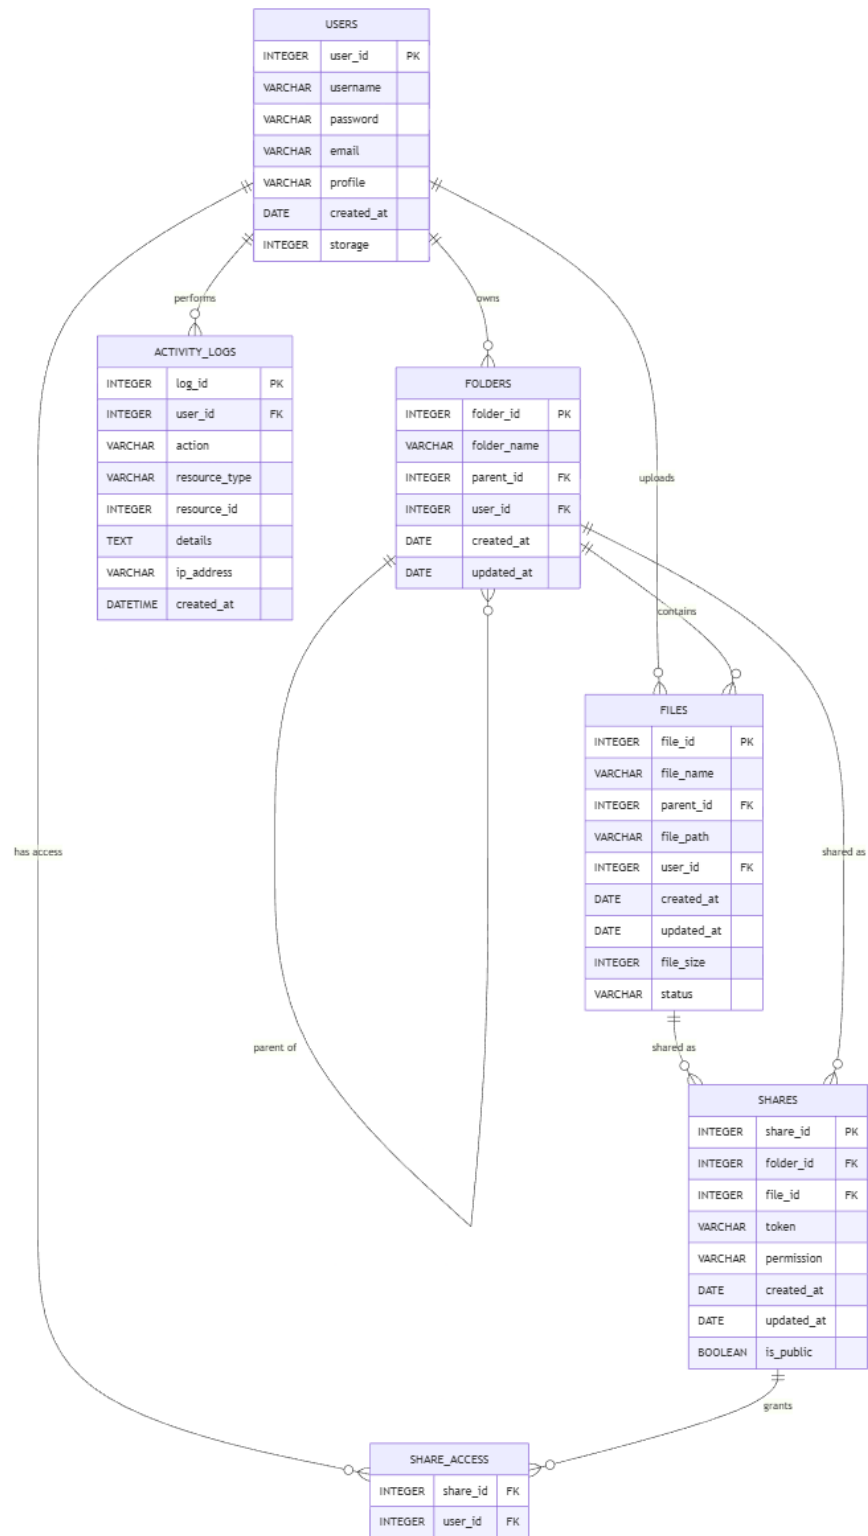 USERS
INTEGER user_id PK
VARCHAR username
VARCHAR password
VARCHAR email
VARCHAR profile
DATE created_at
INTEGER storage
performs
owns
ACTIVITY_LOGS
INTEGER log_id PK
INTEGER user_id FK
VARCHAR action
VARCHAR resource_type
INTEGER resource_id
TEXT details
VARCHAR ip_address
DATETIME created_at
FOLDERS
INTEGER folder_id PK
VARCHAR folder_name
INTEGER parent_id FK
INTEGER user_id FK
DATE created_at
DATE updated_at
uploads
contains
FILES
INTEGER file_id PK
VARCHAR file_name
INTEGER parent_id FK
VARCHAR file_path
INTEGER user_id FK
DATE created_at
DATE updated_at
INTEGER file_size
VARCHAR status
has access
shared as
parent of
shared as
SHARES
INTEGER share_id PK
INTEGER folder_id FK
INTEGER file_id FK
VARCHAR token
VARCHAR permission
DATE created_at
DATE updated_at
BOOLEAN is_public
grants
SHARE_ACCESS
INTEGER share_id FK
INTEGER user_id FK